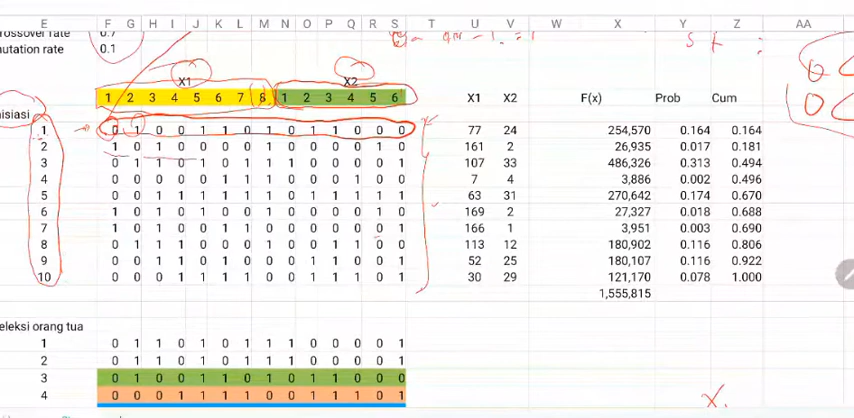 E F G H I J K L M N O P Q R S T U V W X Y Z AA
rossover rate 0.7
utation rate 0.1
X1 X2
1 2 3 4 5 6 7 8 1 2 3 4 5 6 X1 X2 F(x) Prob Cum
nisiasi
1 0 1 0 0 1 1 0 1 0 1 1 0 0 0 77 24 254,570 0.164 0.164
2 1 0 1 0 0 0 0 1 0 0 0 0 1 0 161 2 26,935 0.017 0.181
3 0 1 1 0 1 0 1 1 1 0 0 0 0 1 107 33 486,326 0.313 0.494
4 0 0 0 0 0 1 1 1 0 0 0 1 0 0 7 4 3,886 0.002 0.496
5 0 0 1 1 1 1 1 1 0 1 1 1 1 1 63 31 270,642 0.174 0.670
6 1 0 1 0 1 0 0 1 0 0 0 0 1 0 169 2 27,327 0.018 0.688
7 1 0 1 0 0 1 1 0 0 0 0 0 0 1 166 1 3,951 0.003 0.690
8 0 1 1 1 0 0 0 1 0 0 1 1 0 0 113 12 180,902 0.116 0.806
9 0 0 1 1 0 1 0 0 0 1 1 0 0 1 52 25 180,107 0.116 0.922
10 0 0 0 1 1 1 1 0 0 1 1 1 0 1 30 29 121,170 0.078 1.000
1,555,815
eleksi orang tua
1 0 1 1 0 1 0 1 1 1 0 0 0 0 1
2 0 1 1 0 1 0 1 1 1 0 0 0 0 1
3 0 1 0 0 1 1 0 1 0 1 1 0 0 0
4 0 0 0 1 1 1 1 0 0 1 1 1 0 1